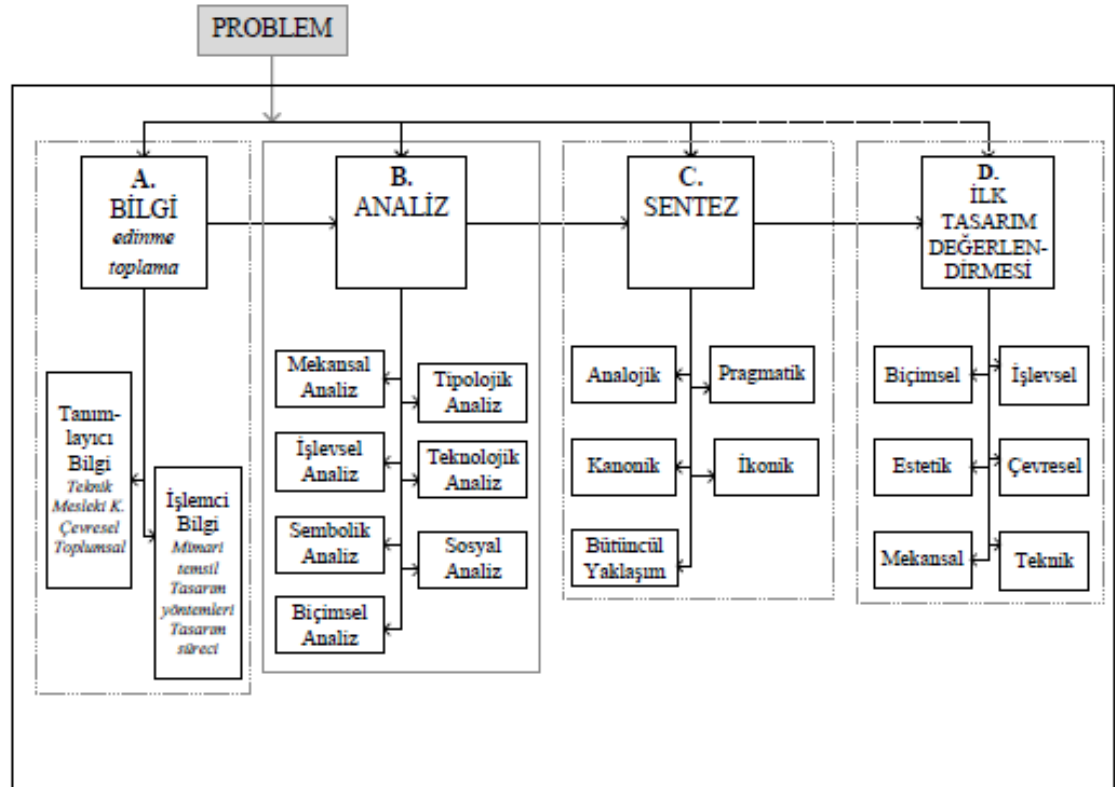 PROBLEM
A.
BİLGİ
edinme
toplama
Tanım-
layıcı
Bilgi
Teknik
Mesleki K.
Çevresel
Toplumsal
İşlemci
Bilgi
Mimari
temsil
Tasarım
yöntemleri
Tasarım
süreci
B.
ANALİZ
Mekansal
Analiz
Tipolojik
Analiz
İşlevsel
Analiz
Teknolojik
Analiz
Sembolik
Analiz
Sosyal
Analiz
Biçimsel
Analiz
C.
SENTEZ
Analojik
Pragmatik
Kanonik
İkonik
Bütüncül
Yaklaşım
D.
İLK
TASARIM
DEĞERLEN-
DİRMESİ
Biçimsel
İşlevsel
Estetik
Çevresel
Mekansal
Teknik